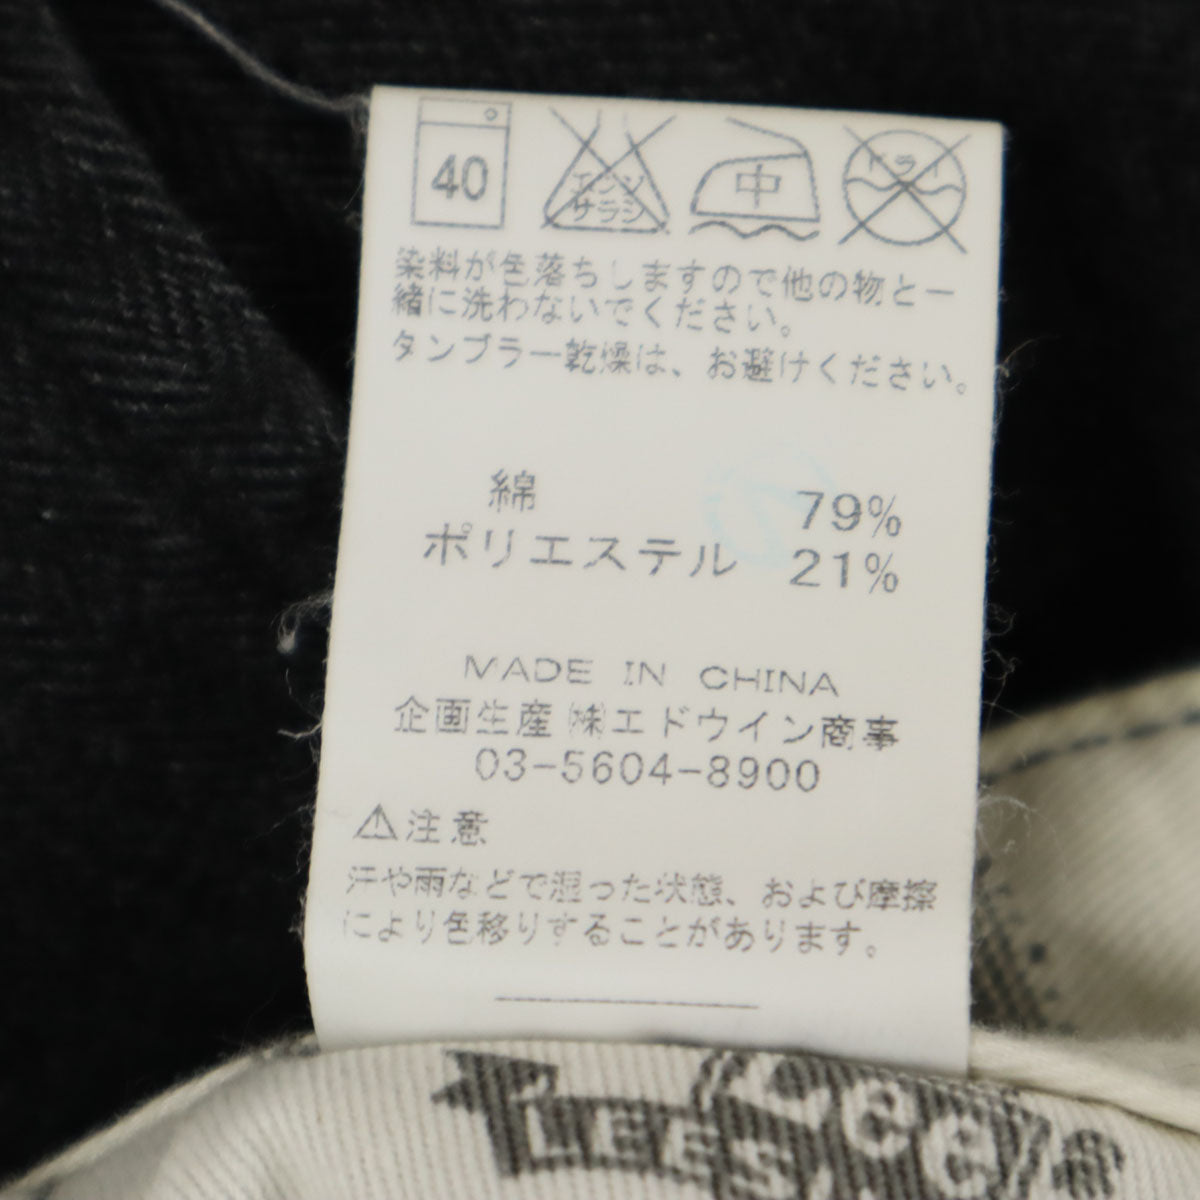 40
エンソ
サラシ
中
ドライ
染料が色落ちしますので他の物と一
緒に洗わないでください。
タンブラー乾燥は、お避けください。
綿 79%
ポリエステル 21%
MADE IN CHINA
企画生産 ㈱エドウイン商事
03-5604-8900
⚠注意
汗や雨などで湿った状態、および摩擦
により色移りすることがあります。
Lee
LEES